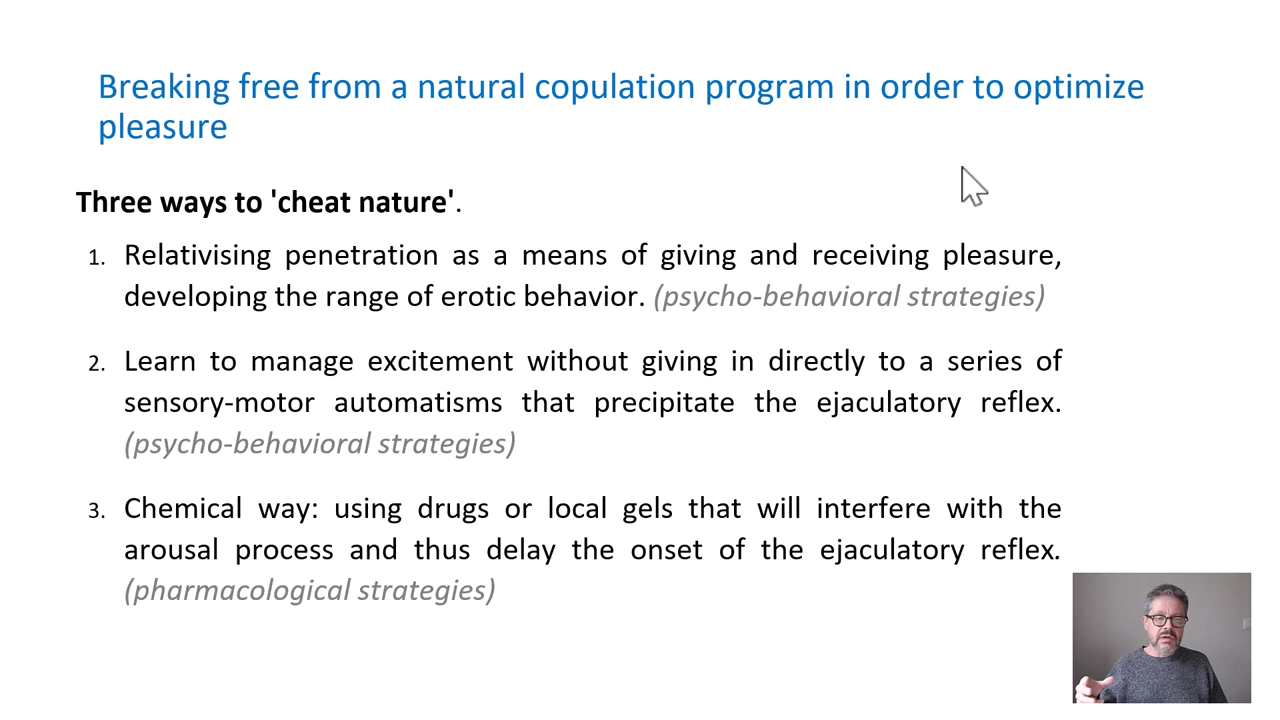 Breaking free from a natural copulation program in order to optimize
pleasure
Three ways to 'cheat nature'.
1. Relativising penetration as a means of giving and receiving pleasure,
developing the range of erotic behavior. (psycho-behavioral strategies)
2. Learn to manage excitement without giving in directly to a series of
sensory-motor automatisms that precipitate the ejaculatory reflex.
(psycho-behavioral strategies)
3. Chemical way: using drugs or local gels that will interfere with the
arousal process and thus delay the onset of the ejaculatory reflex.
(pharmacological strategies)